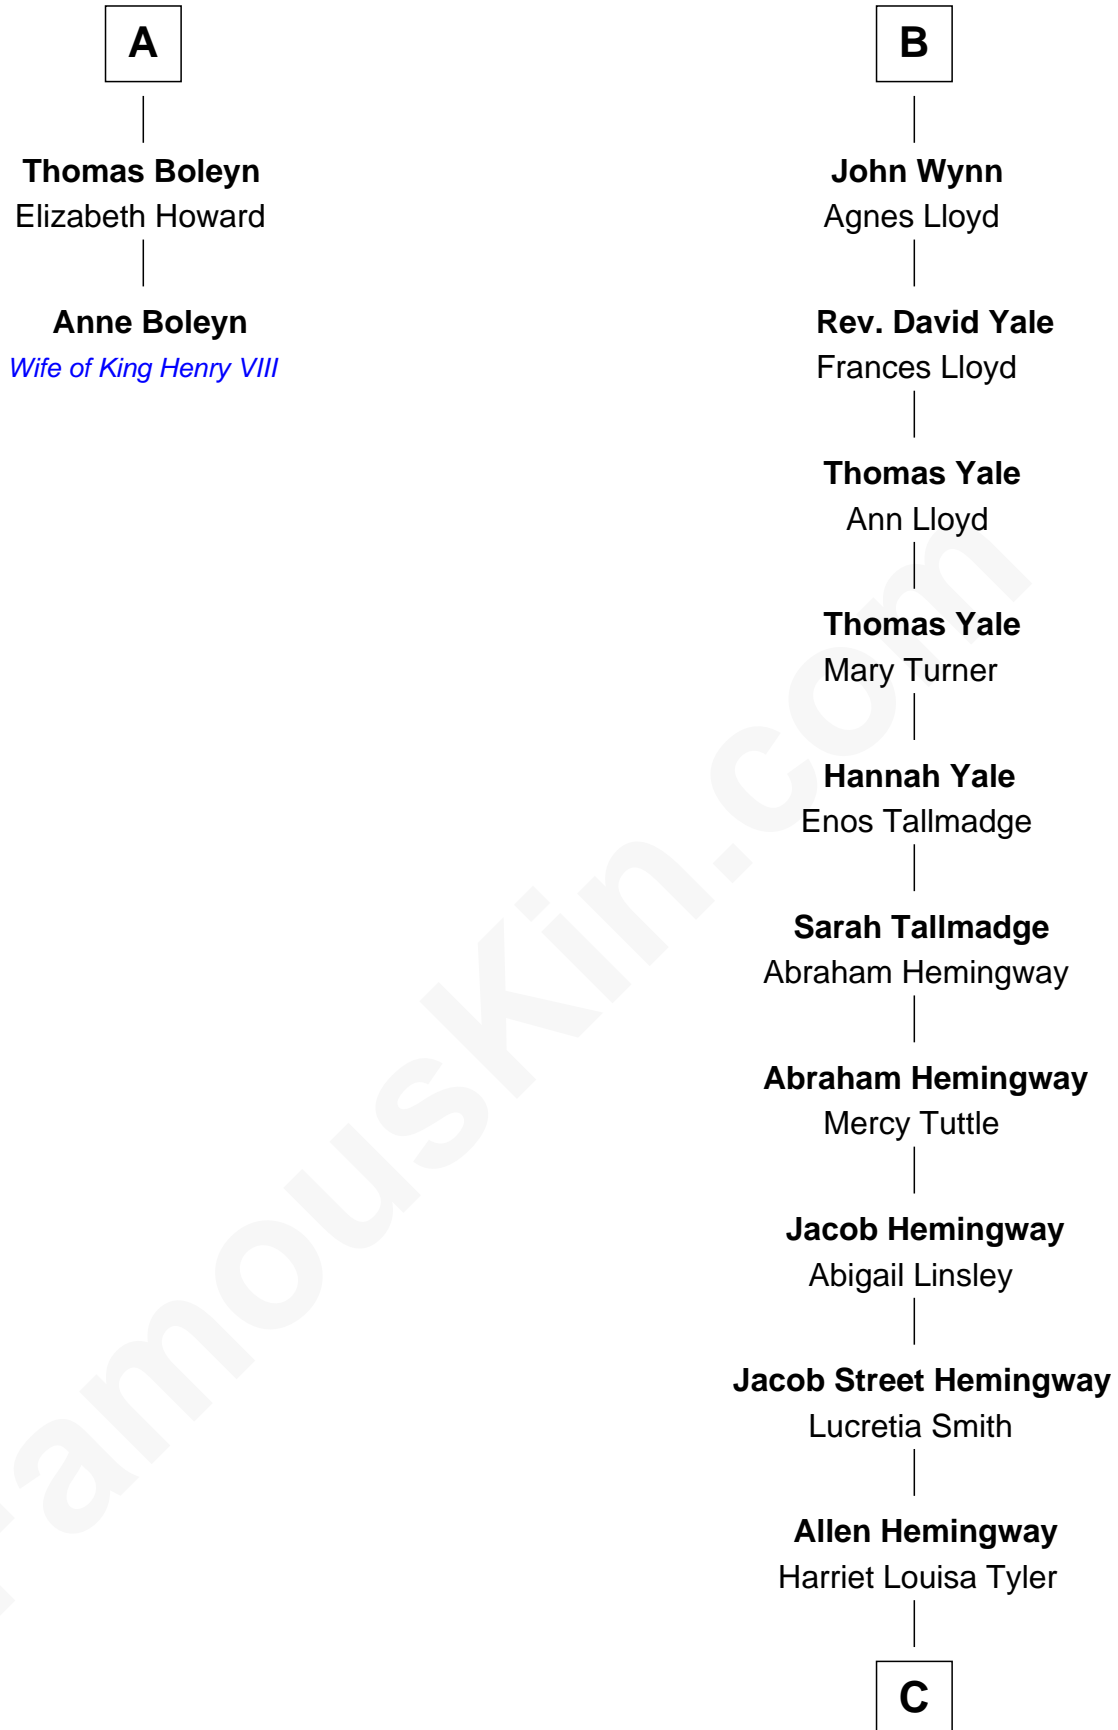 A
Thomas Boleyn
Elizabeth Howard
Anne Boleyn
Wife of King Henry VIII
B
John Wynn
Agnes Lloyd
Rev. David Yale
Frances Lloyd
Thomas Yale
Ann Lloyd
Thomas Yale
Mary Turner
Hannah Yale
Enos Tallmadge
Sarah Tallmadge
Abraham Hemingway
Abraham Hemingway
Mercy Tuttle
Jacob Hemingway
Abigail Linsley
Jacob Street Hemingway
Lucretia Smith
Allen Hemingway
Harriet Louisa Tyler
C
FamousKin.com